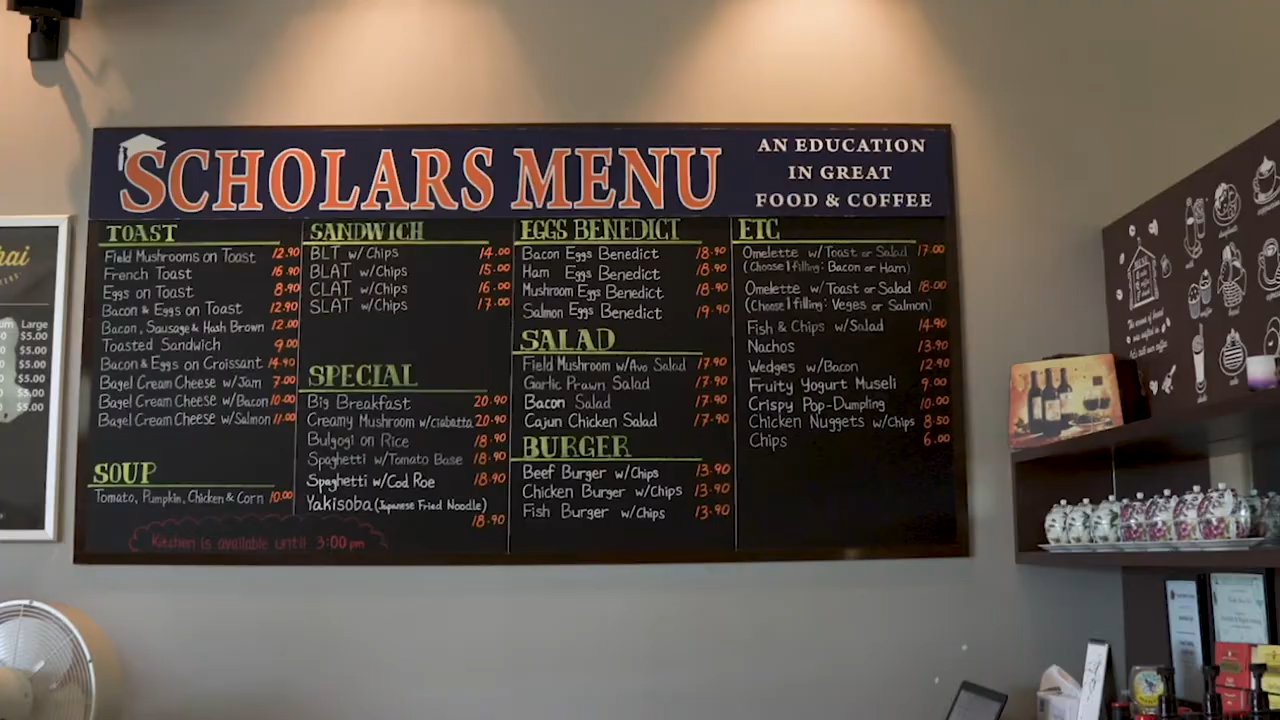 SCHOLARS MENU
AN EDUCATION
IN GREAT
FOOD & COFFEE
TOAST
Field Mushrooms on Toast 12.90
French Toast 16.90
Eggs on Toast 8.90
Bacon & Eggs on Toast 12.90
Bacon, Sausage & Hash Brown 12.00
Toasted Sandwich 9.00
Bacon & Eggs on Croissant 14.90
Bagel Cream Cheese w/Jam 7.00
Bagel Cream Cheese w/Bacon 10.00
Bagel Cream Cheese w/Salmon 11.00
SOUP
Tomato, Pumpkin, Chicken & Corn 10.00
Kitchen is available until 3:00 pm
SANDWICH
BLT w/Chips 14.00
BLAT w/Chips 15.00
CLAT w/Chips 16.00
SLAT w/Chips 17.00
SPECIAL
Big Breakfast 20.90
Creamy Mushroom w/ciabatta 20.90
Bulgogi on Rice 18.90
Spaghetti w/Tomato Base 18.90
Spaghetti w/Cod Roe 18.90
Yakisoba (Japanese Fried Noodle)
18.90
EGGS BENEDICT
Bacon Eggs Benedict 18.90
Ham Eggs Benedict 18.90
Mushroom Eggs Benedict 18.90
Salmon Eggs Benedict 19.90
SALAD
Field Mushroom w/Avo Salad 17.90
Garlic Prawn Salad 17.90
Bacon Salad 17.90
Cajun Chicken Salad 17.90
BURGER
Beef Burger w/Chips 13.90
Chicken Burger w/Chips 13.90
Fish Burger w/Chips 13.90
ETC
Omelette w/Toast or Salad 17.00
(Choose 1 filling: Bacon or Ham)
Omelette w/Toast or Salad 18.00
(Choose 1 filling: Veges or Salmon)
Fish & Chips w/Salad 14.90
Nachos 13.90
Wedges w/Bacon 12.90
Fruity Yogurt Museli 9.00
Crispy Pop-Dumpling 10.00
Chicken Nuggets w/Chips 8.50
Chips 6.00
hai
Large
$5.00
$5.00
$5.00
$5.00
$5.00